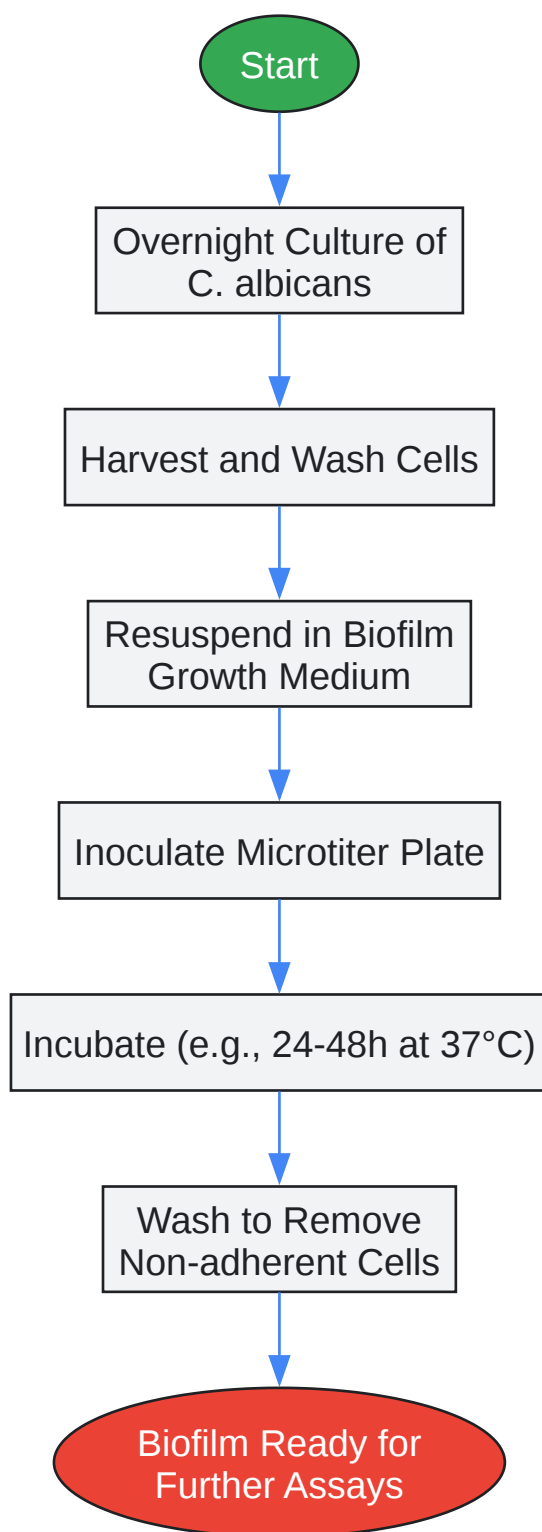 Start
Overnight Culture of
C. albicans
Harvest and Wash Cells
Resuspend in Biofilm
Growth Medium
Inoculate Microtiter Plate
Incubate (e.g., 24-48h at 37°C)
Wash to Remove
Non-adherent Cells
Biofilm Ready for
Further Assays